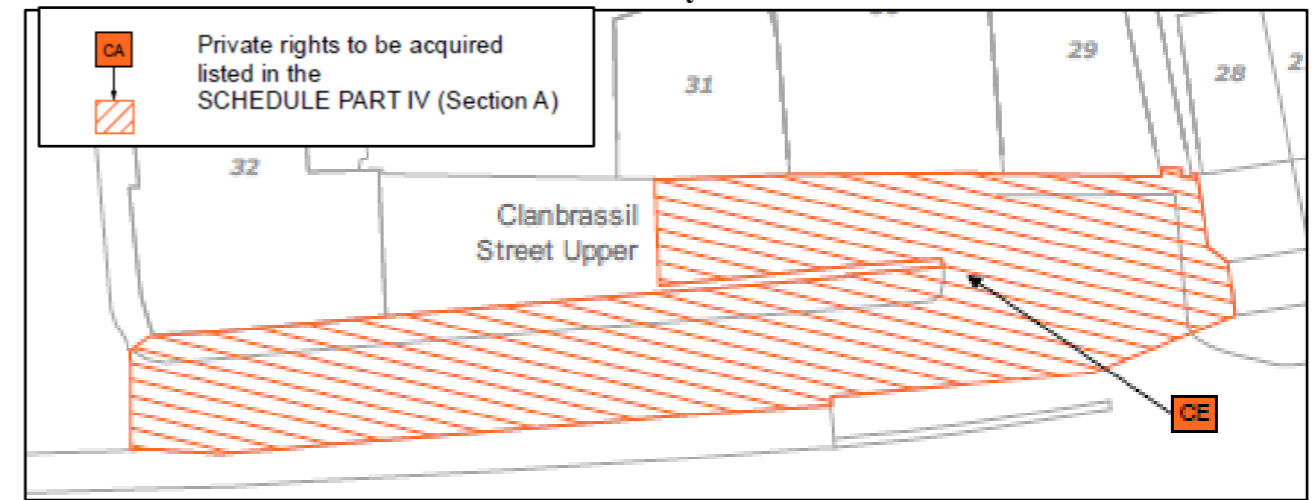 CA
Private rights to be acquired
listed in the
SCHEDULE PART IV (Section A)
31
29
28
32
Clanbrassil
Street Upper
CE